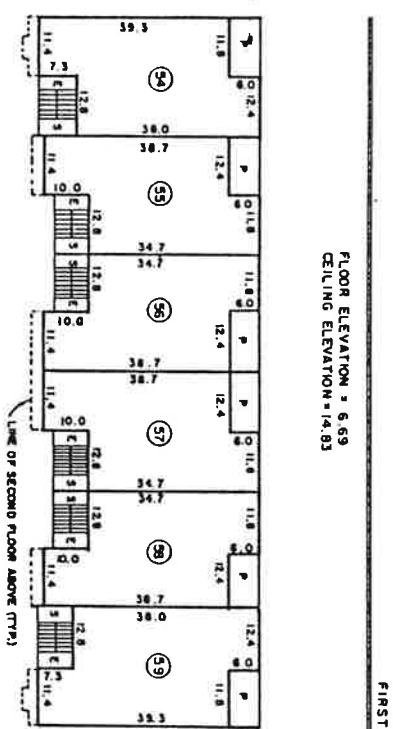 FIRST
FLOOR ELEVATION = 6.69
CEILING ELEVATION = 14.83
39.3
11.8
P
6.0
12.4
11.4
7.3
E
S
12.8
54
38.0
38.7
12.4
P
6.0
11.8
11.4
10.0
E
S
12.8
55
34.7
34.7
11.8
6.0
P
12.4
S
E
12.8
10.0
11.4
56
38.7
38.7
12.4
P
6.0
11.8
11.4
10.0
E
S
12.8
57
34.7
34.7
11.8
6.0
P
12.4
S
E
12.8
10.0
11.4
58
38.7
38.0
12.4
6.0
P
11.8
S
E
12.8
7.3
11.4
59
39.3
LINE OF SECOND FLOOR ABOVE (TYP.)